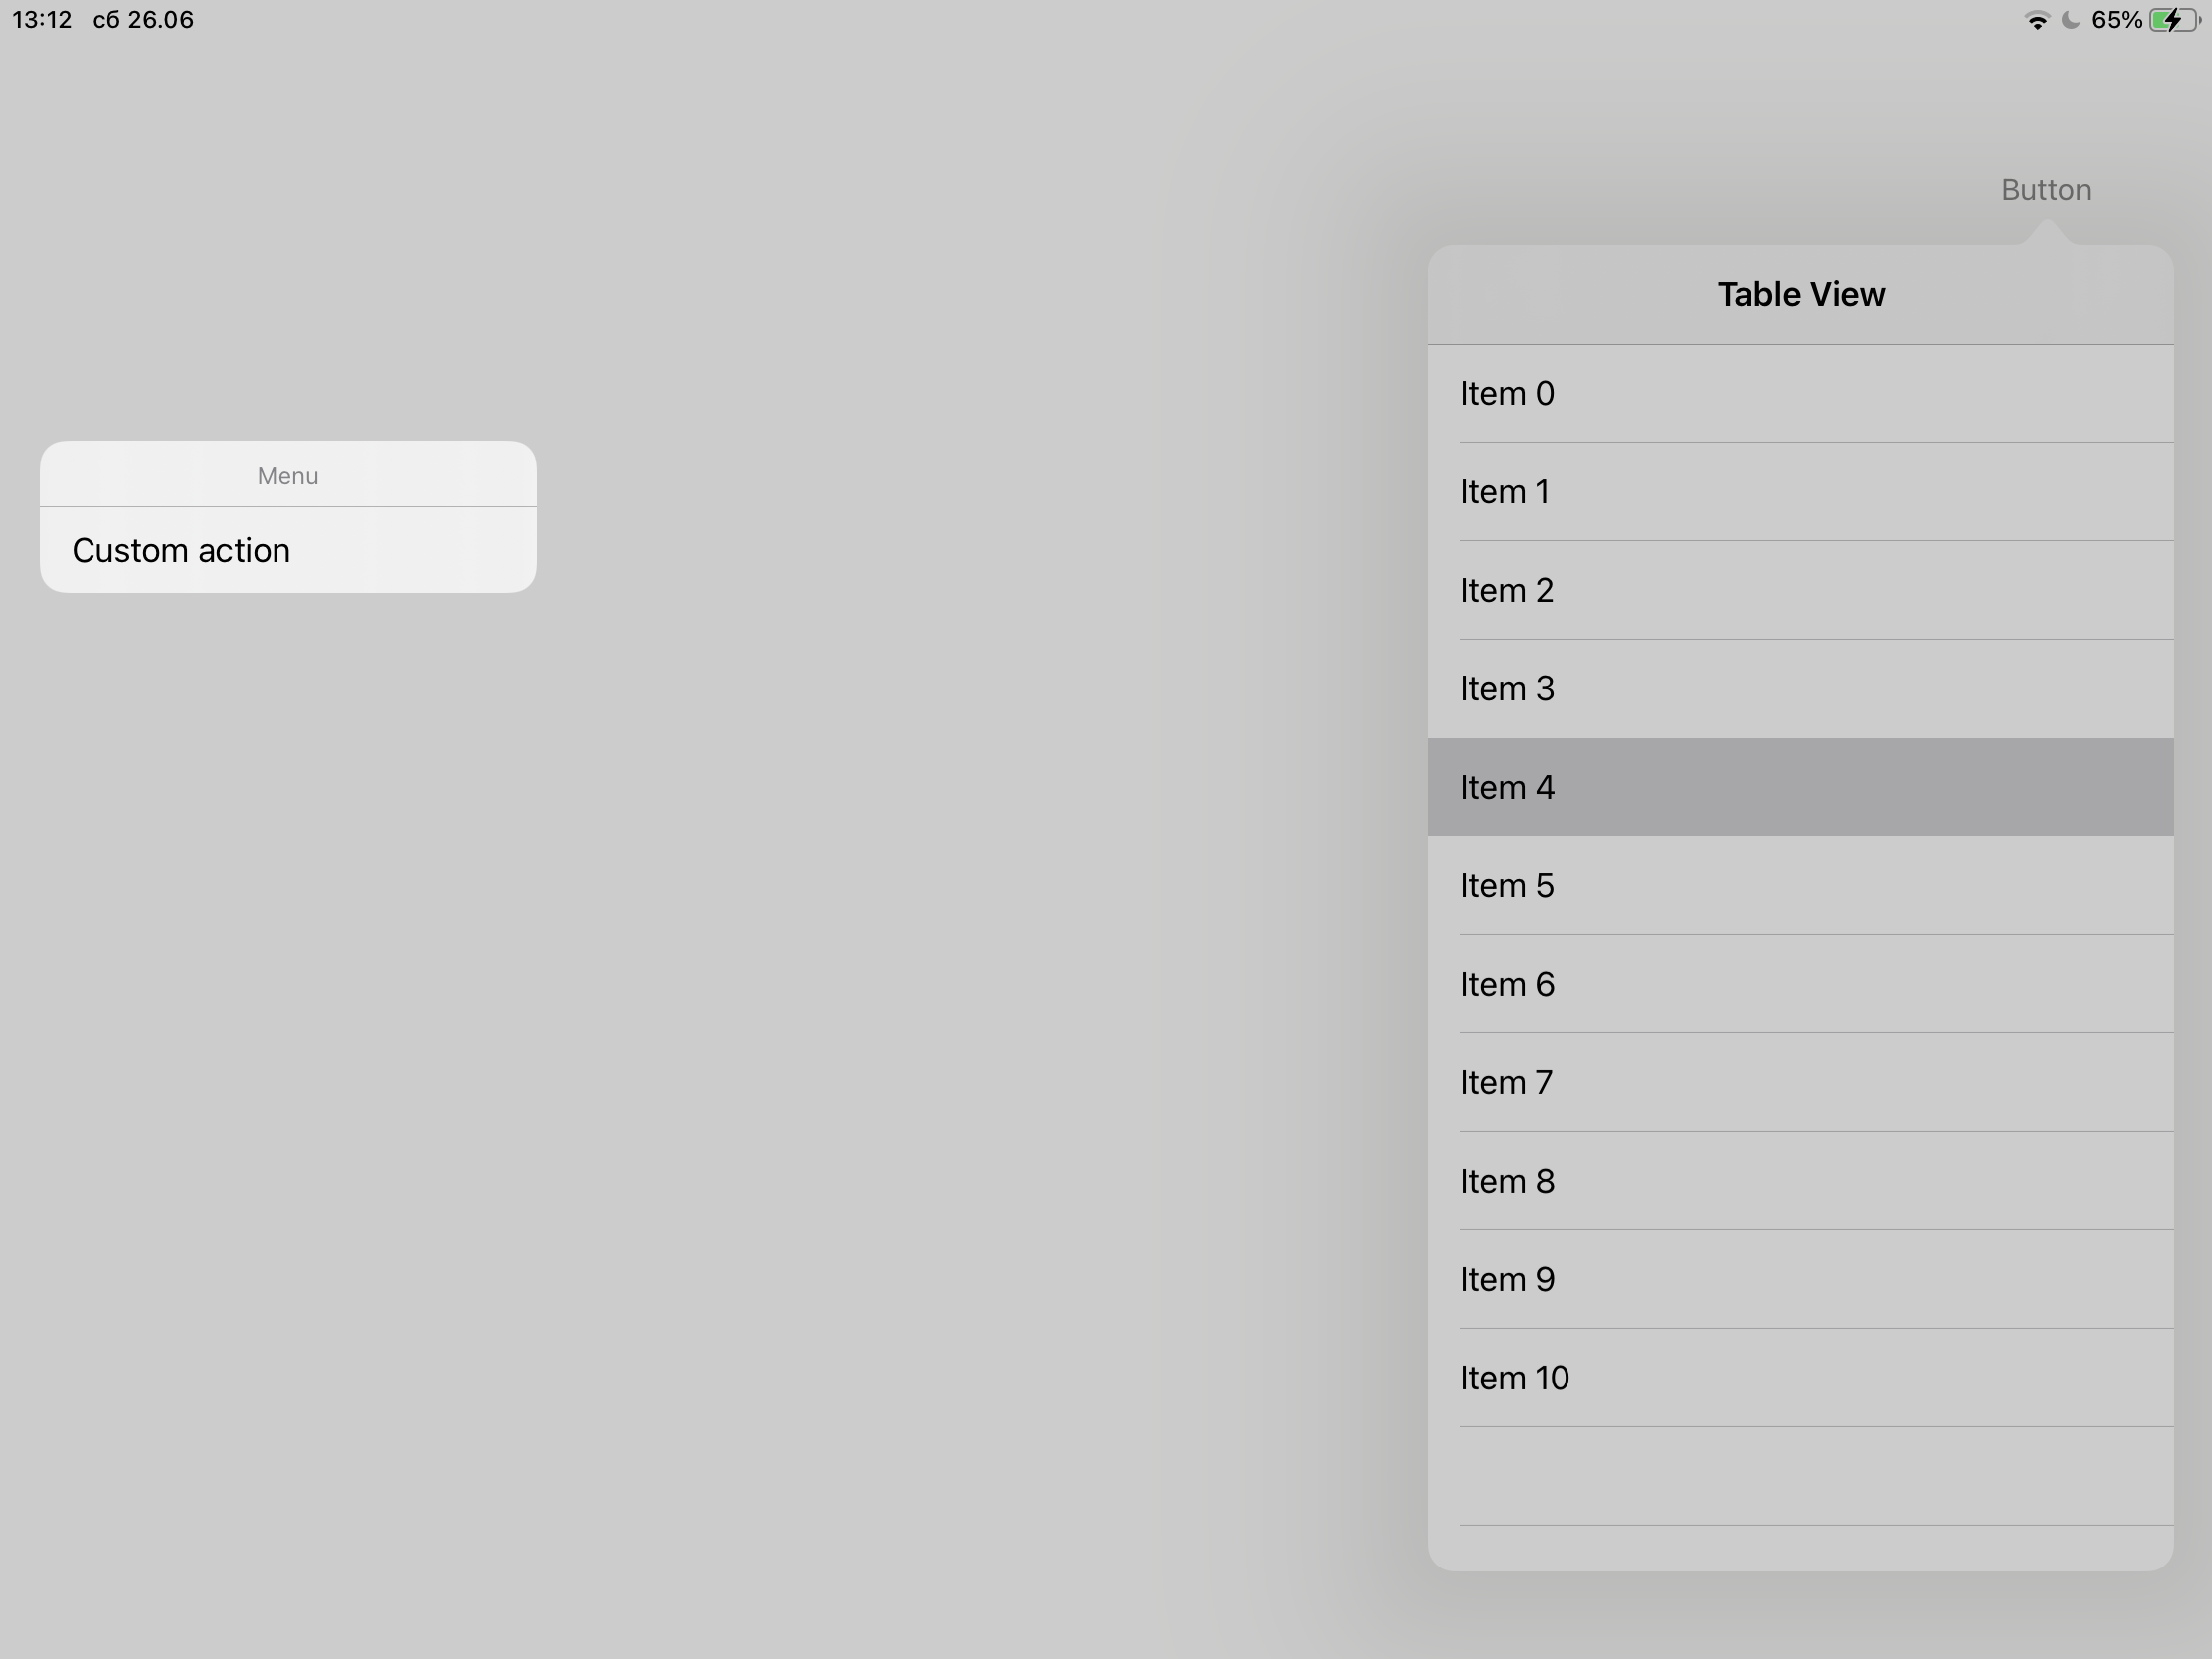 13:12 сб 26.06 65%
Button
Table View
Item 0
Menu
Item 1
Custom action
Item 2
Item 3
Item 4
Item 5
Item 6
Item 7
Item 8
Item 9
Item 10